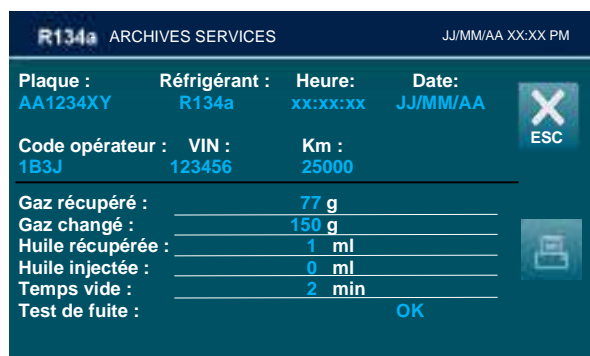 R134a ARCHIVES SERVICES JJ/MM/AA XX:XX PM
Plaque : Réfrigérant : Heure: Date:
AA1234XY R134a xx:xx:xx JJ/MM/AA
ESC
Code opérateur : VIN : Km :
1B3J 123456 25000
Gaz récupéré : 77 g
Gaz changé : 150 g
Huile récupérée : 1 ml
Huile injectée : 0 ml
Temps vide : 2 min
Test de fuite : OK